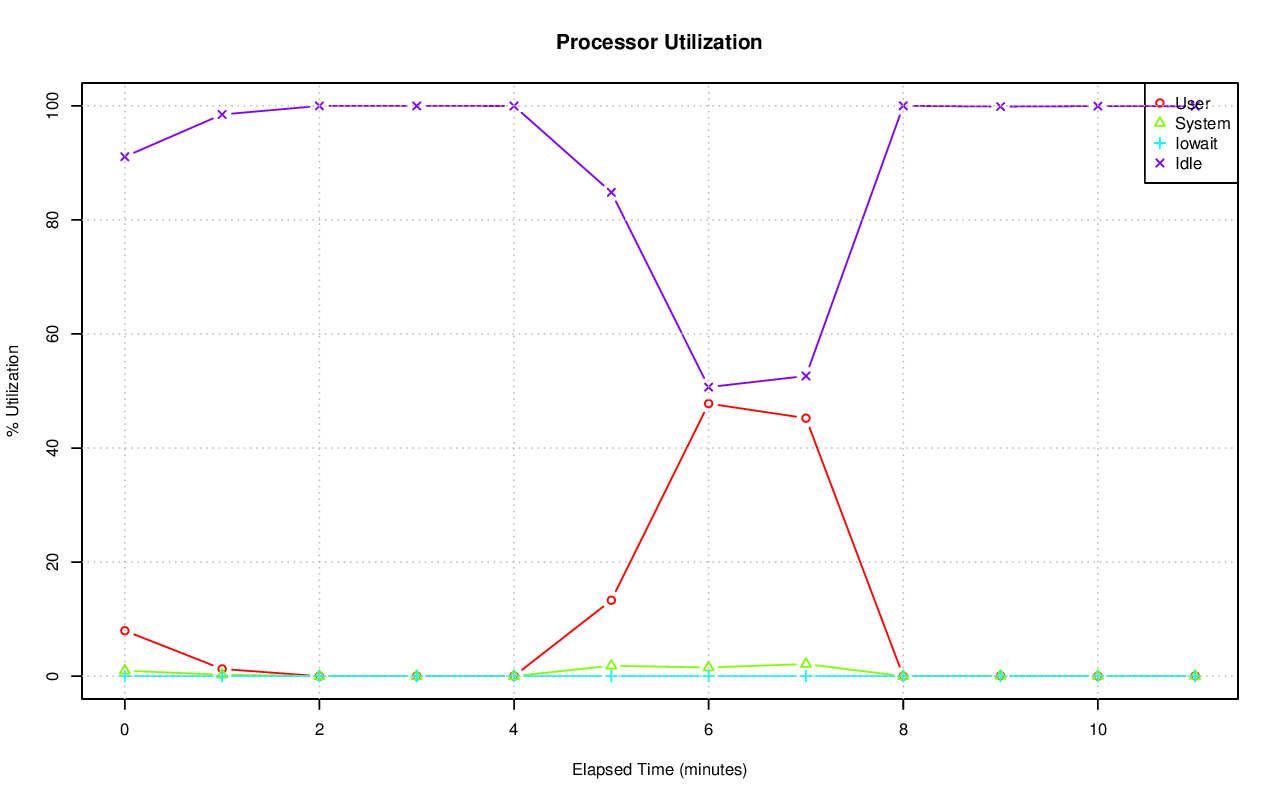 Processor Utilization
100
80
60
40
20
0
% Utilization
User
System
Iowait
Idle
0 2 4 6 8 10
Elapsed Time (minutes)